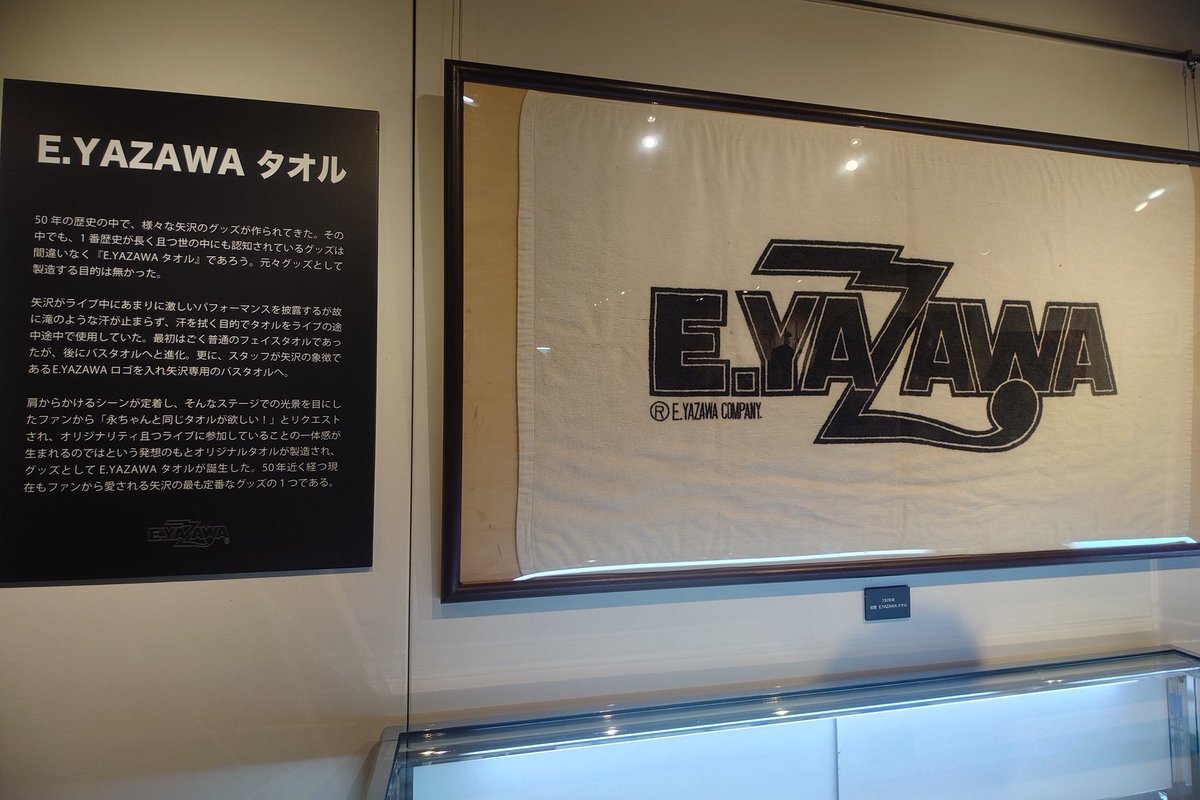 E.YAZAWA タオル
50年の歴史の中で、様々な矢沢のグッズが作られてきた。その
中でも、1番歴史が長く且つ世の中にも認知されているグッズは
間違いなく『E.YAZAWA タオル』であろう。元々グッズとして
製造する目的は無かった。
矢沢がライブ中にあまりに激しいパフォーマンスを披露するが故
に滝のような汗が止まらず、汗を拭く目的でタオルをライブの途
中途中で使用していた。最初はごく普通のフェイスタオルであっ
たが、後にバスタオルへと進化。更に、スタッフが矢沢の象徴で
あるE.YAZAWA ロゴを入れ矢沢専用のバスタオルへ。
肩からかけるシーンが定着し、そんなステージでの光景を目にし
たファンから「永ちゃんと同じタオルが欲しい！」とリクエスト
され、オリジナリティ且つライブに参加していることの一体感が
生まれるのではという発想のもとオリジナルタオルが製造され、
グッズとして E.YAZAWA タオルが誕生した。50年近く経つ現
在もファンから愛される矢沢の最も定番なグッズの1つである。
E.YAZAWA
E.YAZAWA
® E.YAZAWA COMPANY.
1978年
初期 E.YAZAWA タオル